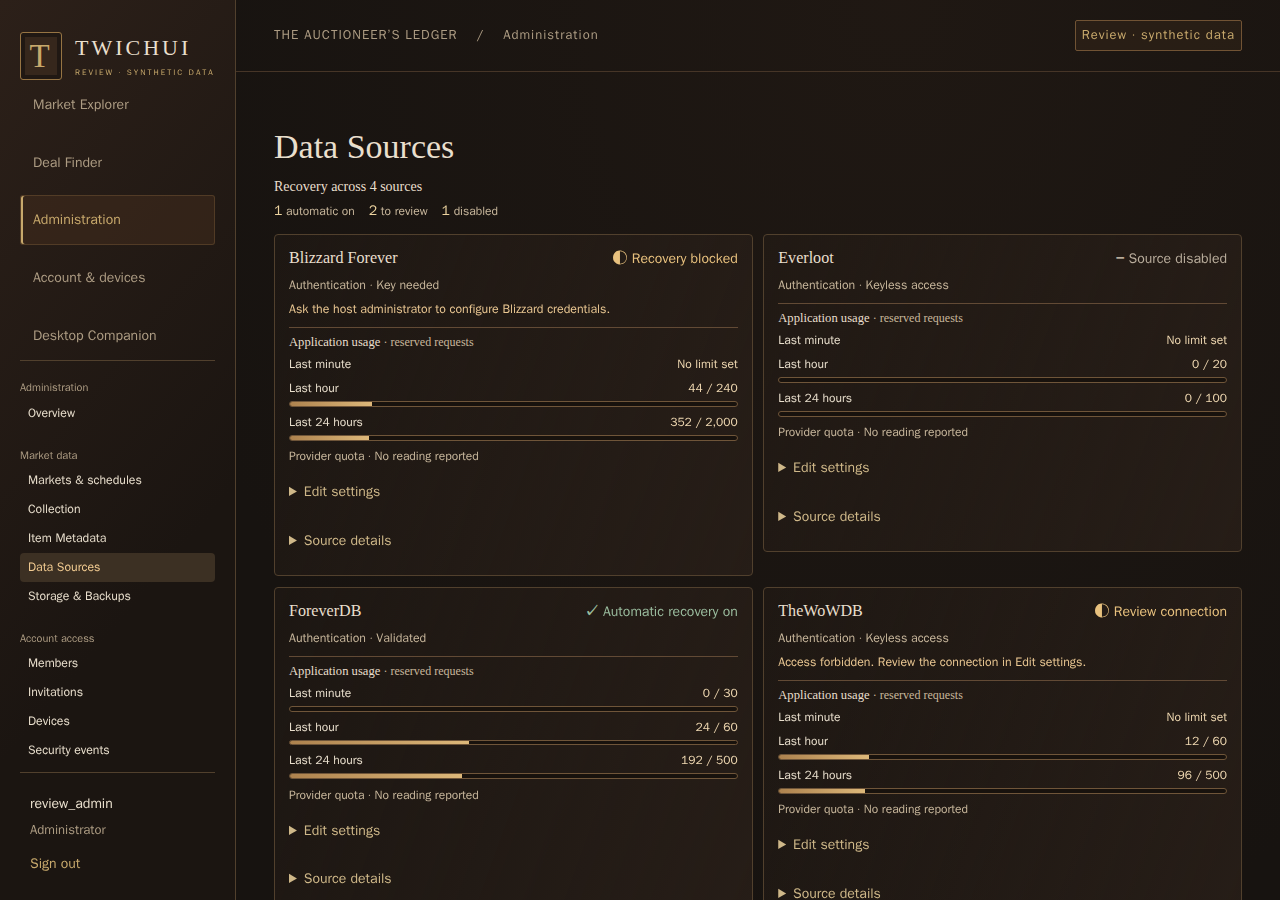 T
TWICHUI
REVIEW · SYNTHETIC DATA
Market Explorer
Deal Finder
Administration
Account & devices
Desktop Companion
Administration
Overview
Market data
Markets & schedules
Collection
Item Metadata
Data Sources
Storage & Backups
Account access
Members
Invitations
Devices
Security events
review_admin
Administrator
Sign out
THE AUCTIONEER'S LEDGER / Administration
Review · synthetic data
Data Sources
Recovery across 4 sources
1 automatic on 2 to review 1 disabled
Blizzard Forever
Recovery blocked
Authentication · Key needed
Ask the host administrator to configure Blizzard credentials.
Application usage · reserved requests
Last minute No limit set
Last hour 44 / 240
Last 24 hours 352 / 2,000
Provider quota · No reading reported
Edit settings
Source details
Everloot
Source disabled
Authentication · Keyless access
Application usage · reserved requests
Last minute No limit set
Last hour 0 / 20
Last 24 hours 0 / 100
Provider quota · No reading reported
Edit settings
Source details
ForeverDB
Automatic recovery on
Authentication · Validated
Application usage · reserved requests
Last minute 0 / 30
Last hour 24 / 60
Last 24 hours 192 / 500
Provider quota · No reading reported
Edit settings
Source details
TheWoWDB
Review connection
Authentication · Keyless access
Access forbidden. Review the connection in Edit settings.
Application usage · reserved requests
Last minute No limit set
Last hour 12 / 60
Last 24 hours 96 / 500
Provider quota · No reading reported
Edit settings
Source details